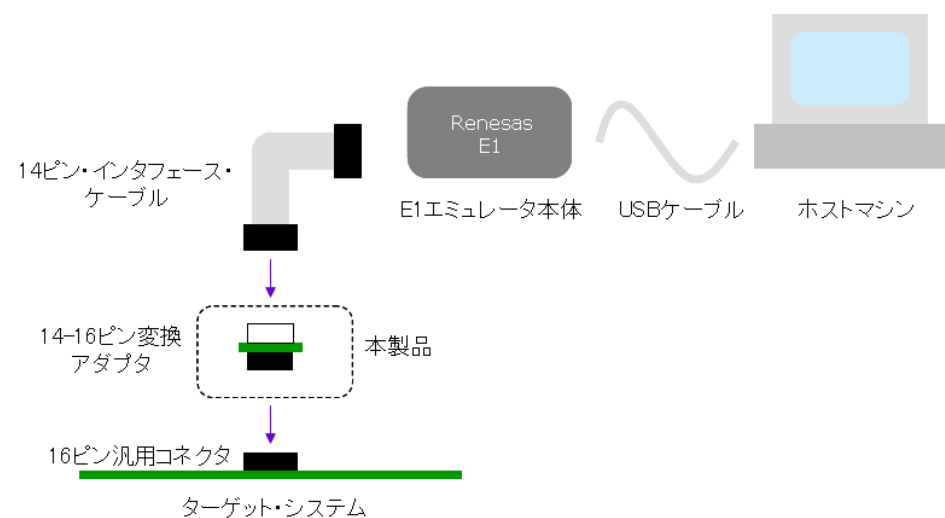 Renesas
E1
14ピン・インタフェース・
ケーブル
E1エミュレータ本体
USBケーブル
ホストマシン
14-16ピン変換
アダプタ
本製品
16ピン汎用コネクタ
ターゲット・システム